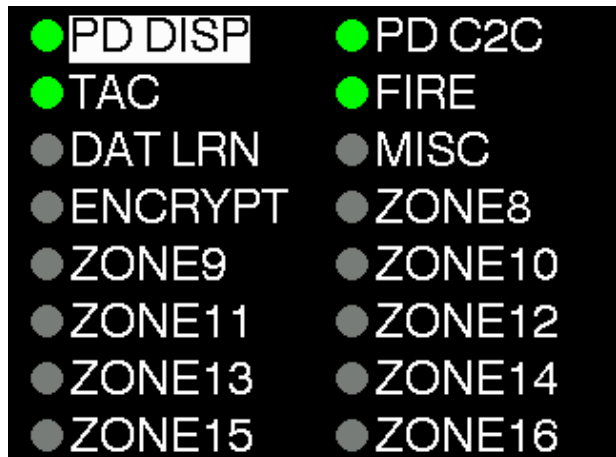 PD DISP PD C2C
TAC FIRE
DAT LRN MISC
ENCRYPT ZONE8
ZONE9 ZONE10
ZONE11 ZONE12
ZONE13 ZONE14
ZONE15 ZONE16